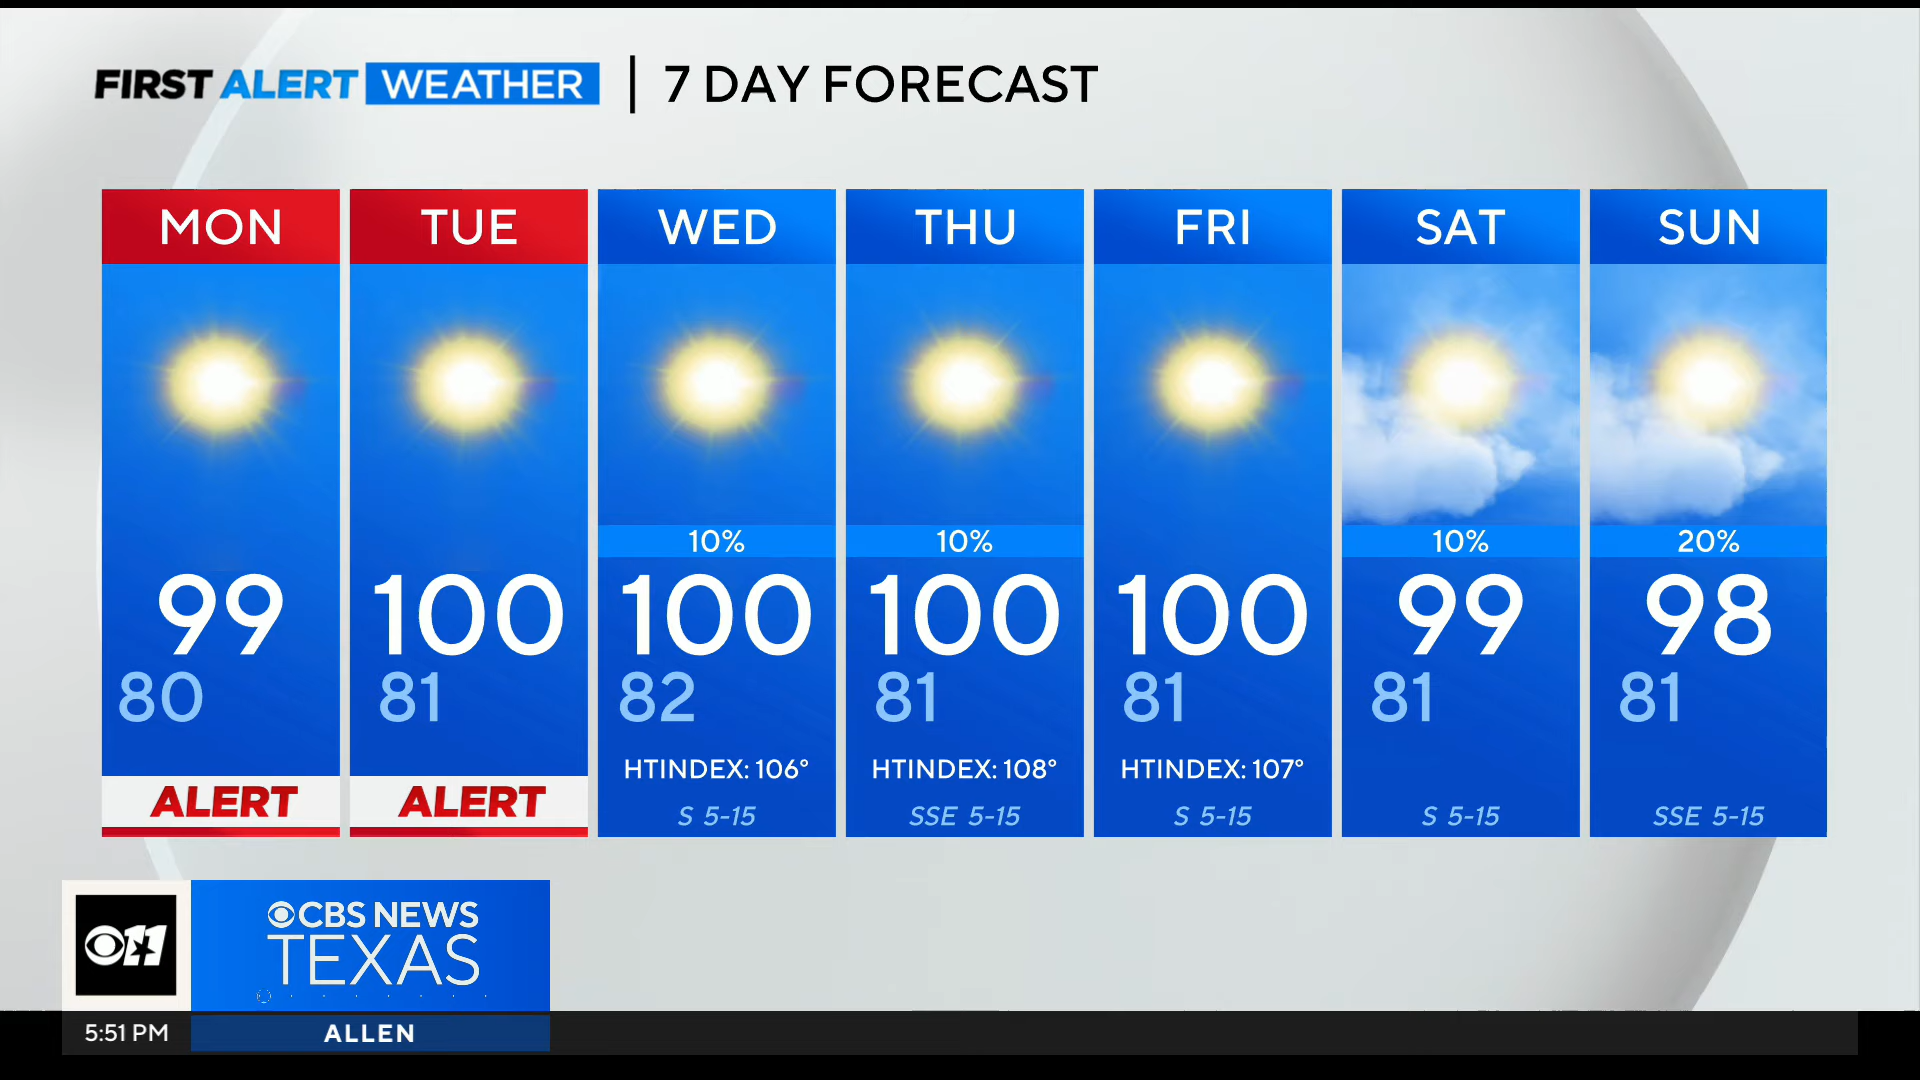 FIRST ALERT WEATHER | 7 DAY FORECAST
MON TUE WED THU FRI SAT SUN
10% 10% 10% 20%
99 100 100 100 100 99 98
80 81 82 81 81 81 81
HTINDEX: 106° HTINDEX: 108° HTINDEX: 107°
ALERT ALERT S 5-15 SSE 5-15 S 5-15 S 5-15 SSE 5-15
11 CBS NEWS
TEXAS
5:51 PM ALLEN